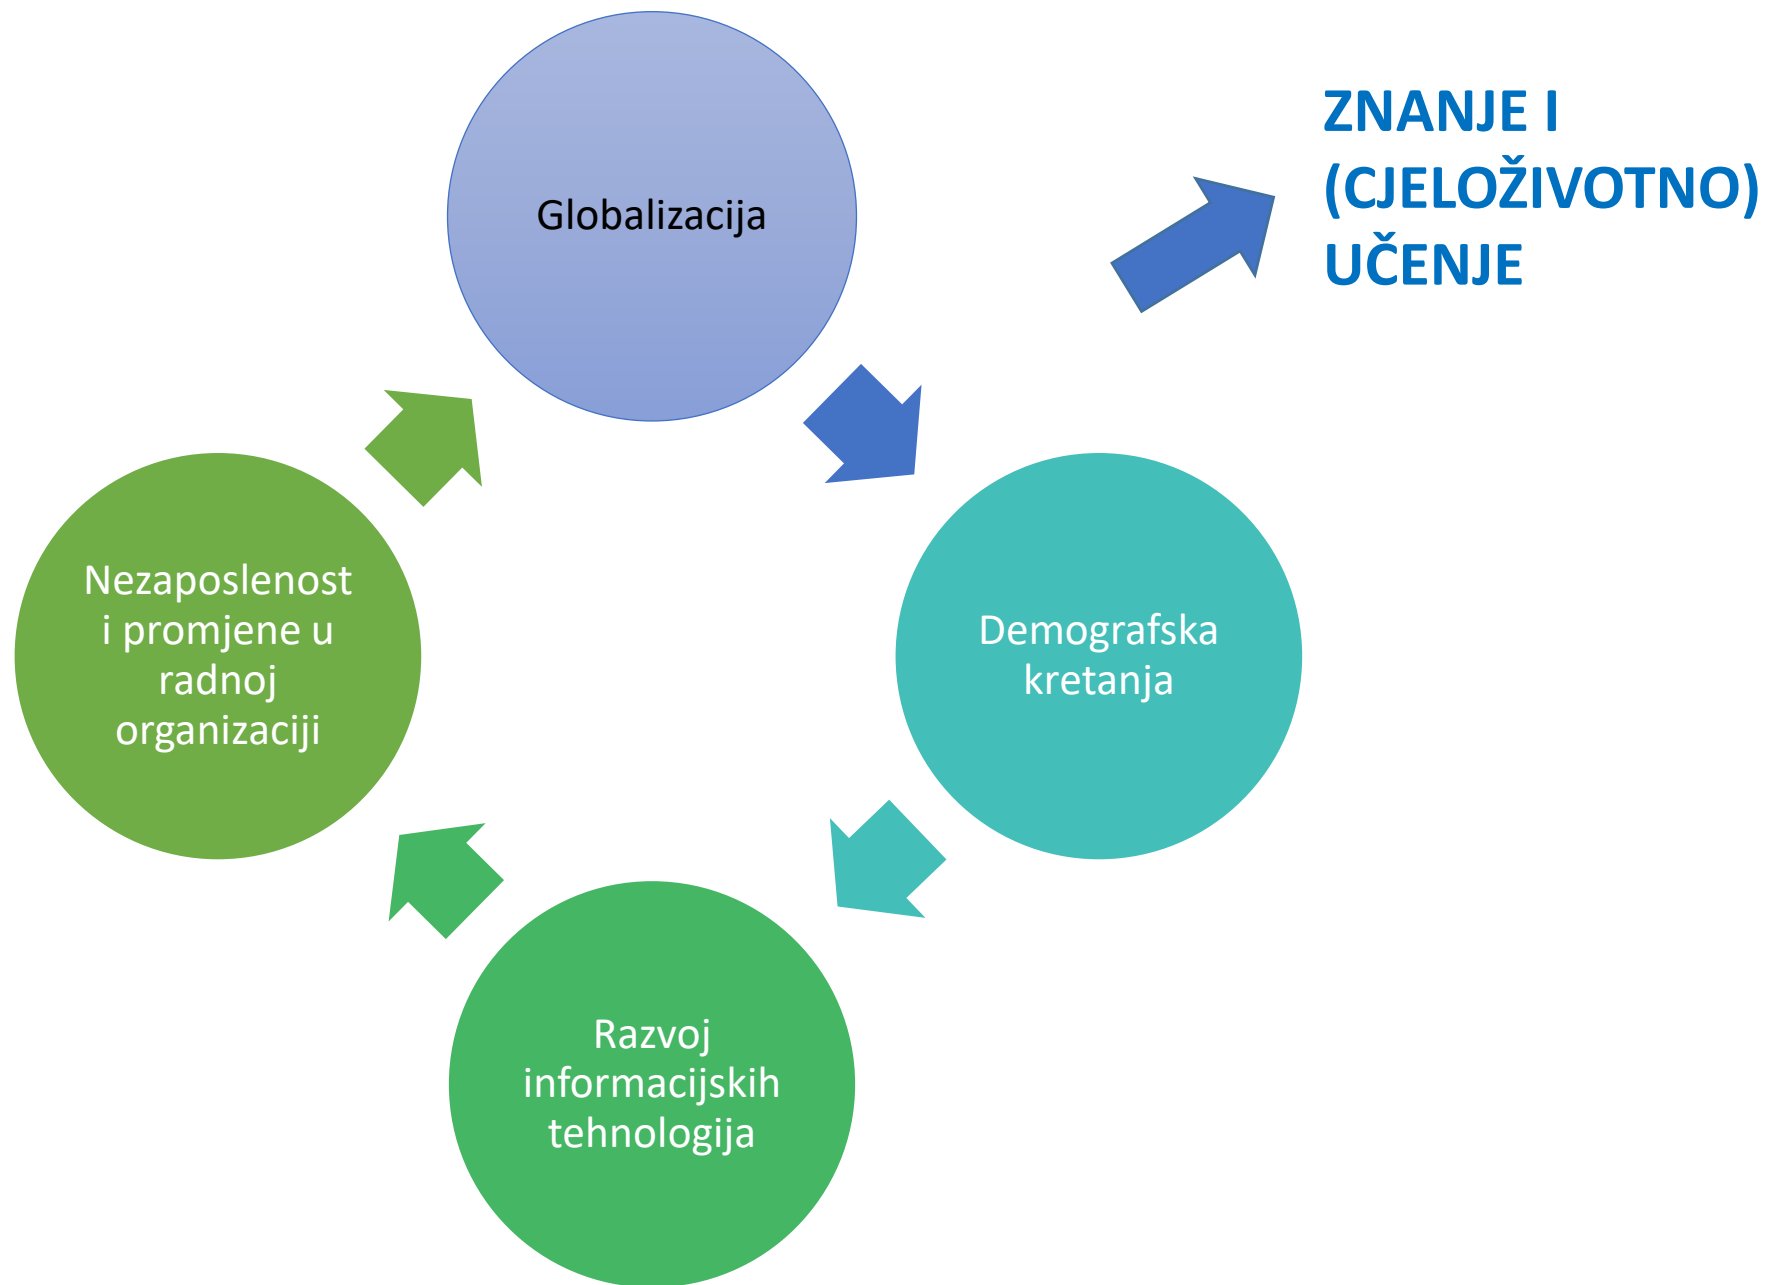 Globalizacija
ZNANJE I
(CJELOŽIVOTNO)
UČENJE
Demografska
kretanja
Razvoj
informacijskih
tehnologija
Nezaposlenost
i promjene u
radnoj
organizaciji